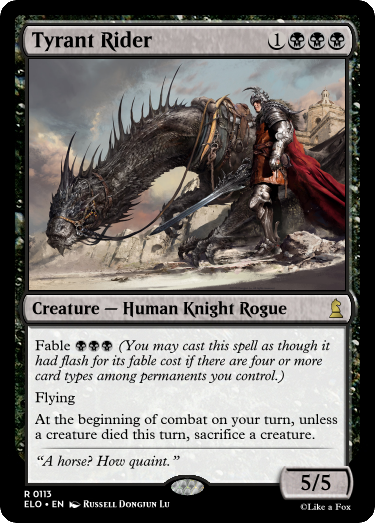 Tyrant Rider 1
Creature — Human Knight Rogue
Fable (You may cast this spell as though it
had flash for its fable cost if there are four or more
card types among permanents you control.)
Flying
At the beginning of combat on your turn, unless
a creature died this turn, sacrifice a creature.
“A horse? How quaint.”
5/5
R 0113
ELO • EN Russell Dongjun Lu
©Like a Fox